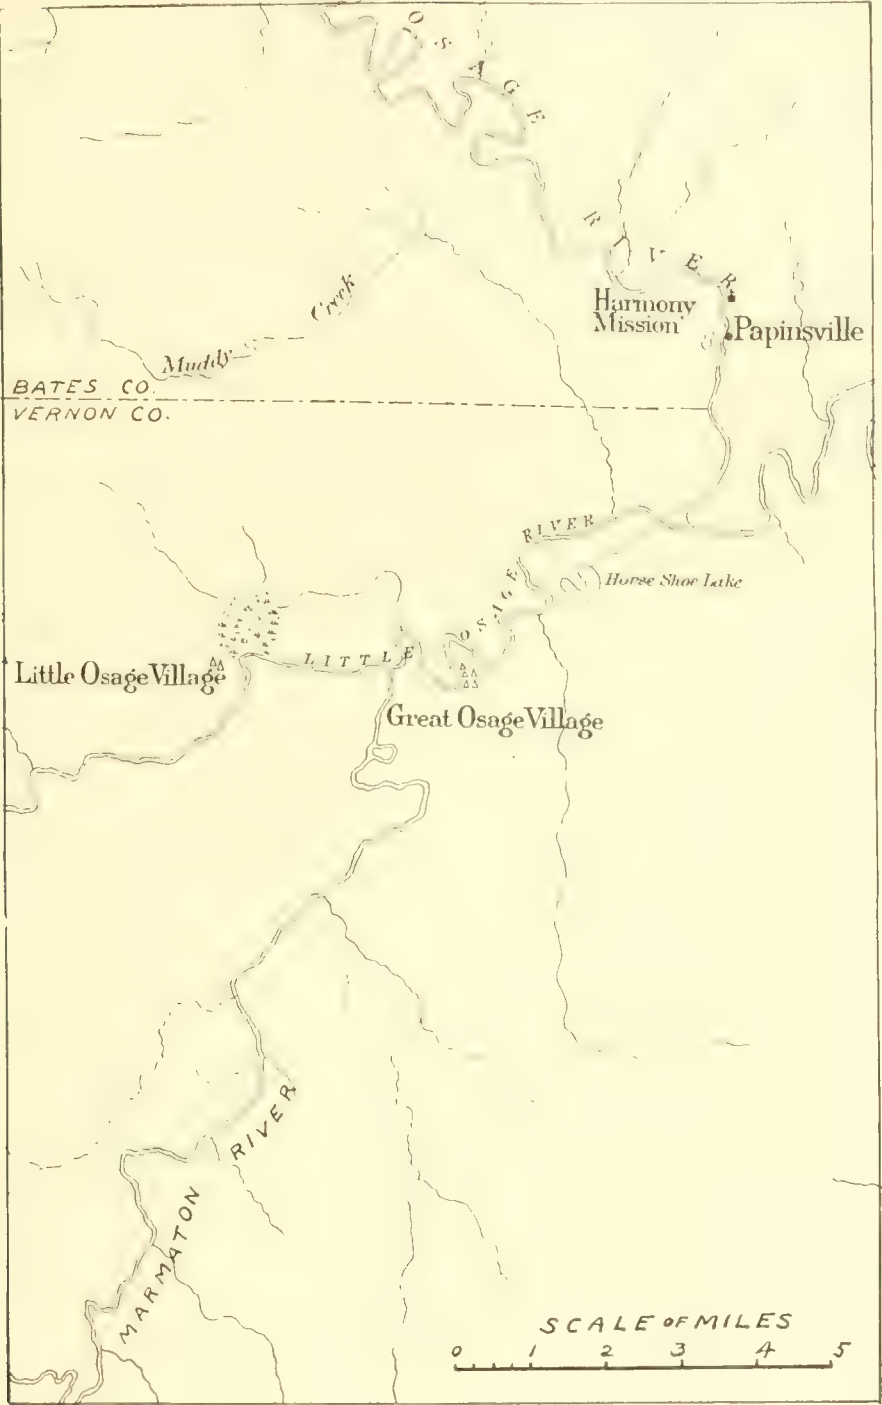 OSAGE
RIVER
Harmony
Mission
Papinsville
Muddy Creek
BATES CO.
VERNON CO.
LITTLE OSAGE RIVER
Horse Shoe Lake
Little Osage Village
Great Osage Village
MARMATON RIVER
SCALE OF MILES
0 1 2 3 4 5